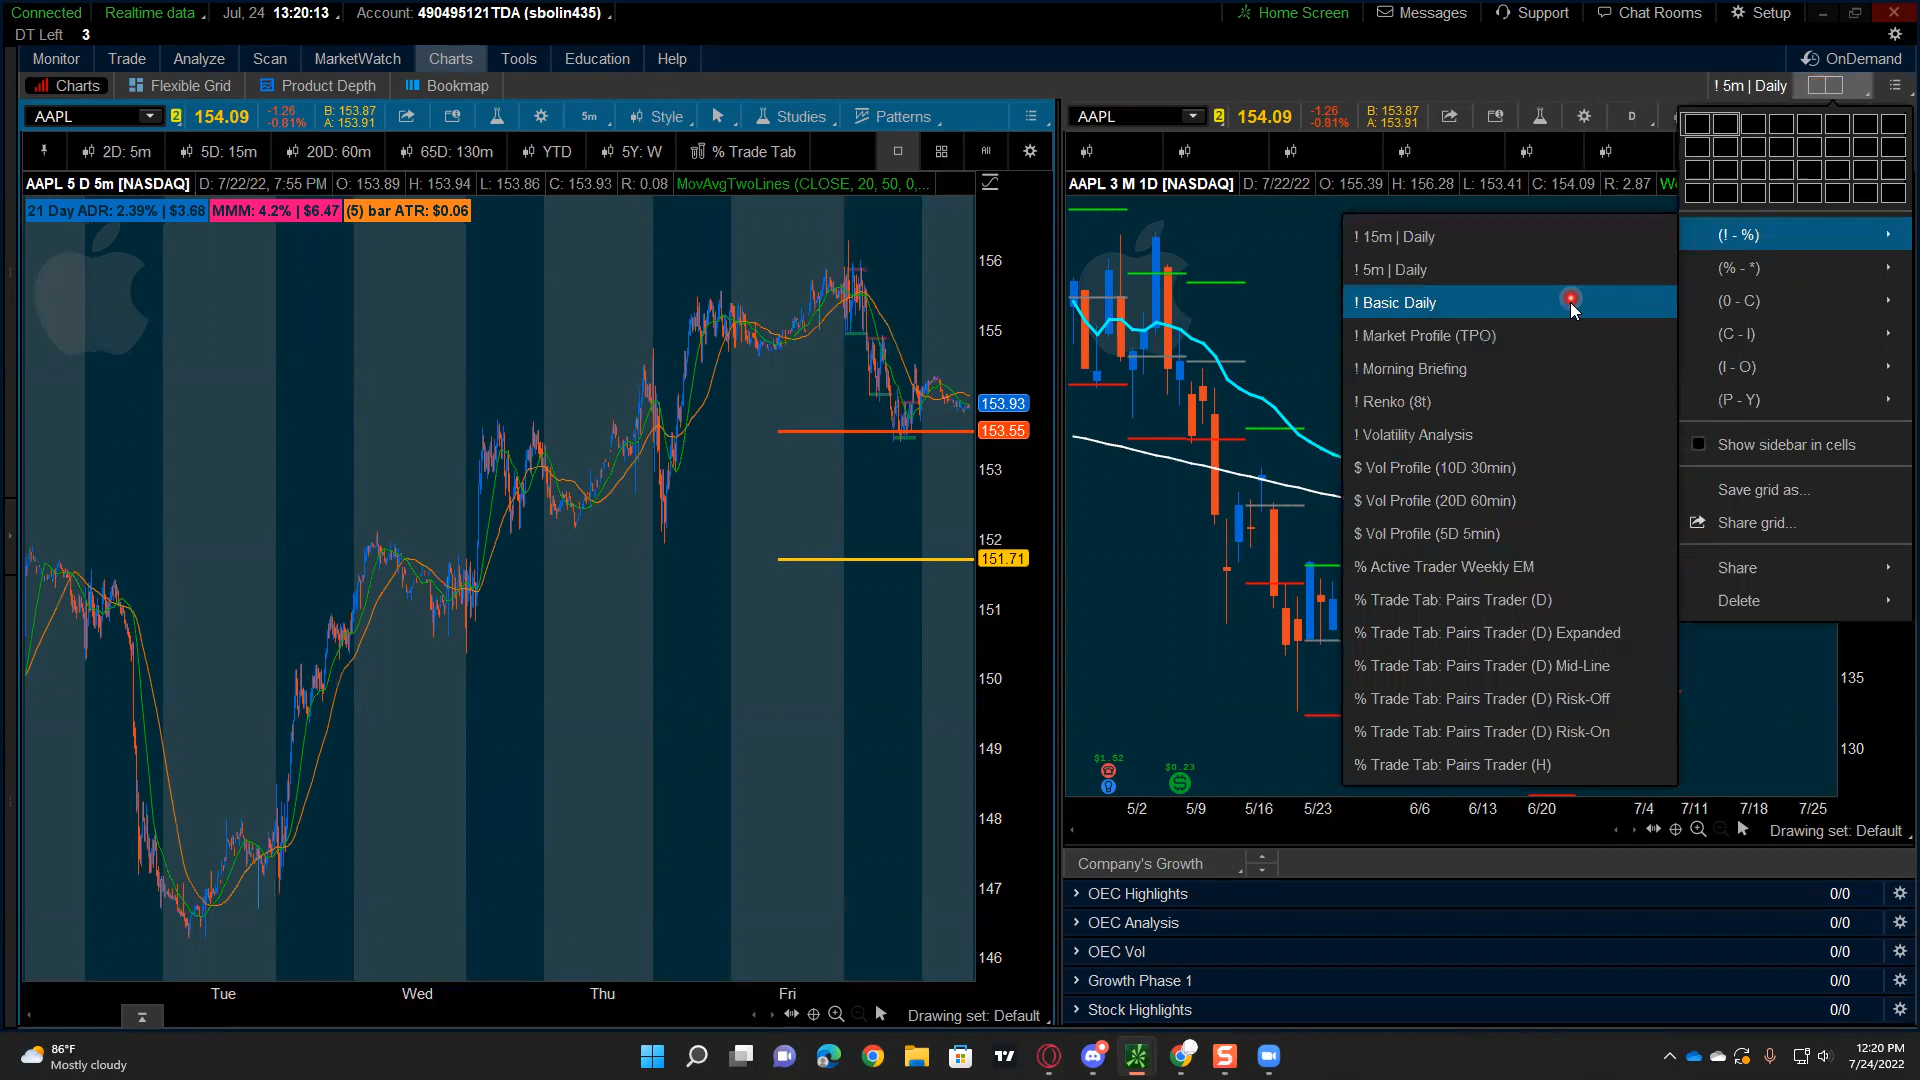 Connected Realtime data Jul, 24 13:20:13 Account: 490495121TDA (sbolin435) Home Screen Messages Support Chat Rooms Setup
DT Left 3
Monitor Trade Analyze Scan MarketWatch Charts Tools Education Help OnDemand
Charts Flexible Grid Product Depth Bookmap ! 5m | Daily
AAPL 2 154.09 -1.26 -0.81% B: 153.87 A: 153.91 5m Style Studies Patterns
2D: 5m 5D: 15m 20D: 60m 65D: 130m YTD 5Y: W % Trade Tab All
AAPL 5 D 5m [NASDAQ] D: 7/22/22, 7:55 PM O: 153.89 H: 153.94 L: 153.86 C: 153.93 R: 0.08 MovAvgTwoLines (CLOSE, 20, 50, 0,...
21 Day ADR: 2.39% | $3.68 MMM: 4.2% | $6.47 (5) bar ATR: $0.06
156
155
153.93
153.55
153
152
151.71
151
150
149
148
147
146
Tue Wed Thu Fri
Drawing set: Default
AAPL 2 154.09 -1.26 -0.81% B: 153.87 A: 153.91 D
AAPL 3 M 1D [NASDAQ] D: 7/22/22 O: 155.39 H: 156.28 L: 153.41 C: 154.09 R: 2.87
! 15m | Daily
! 5m | Daily
! Basic Daily
! Market Profile (TPO)
! Morning Briefing
! Renko (8t)
! Volatility Analysis
$ Vol Profile (10D 30min)
$ Vol Profile (20D 60min)
$ Vol Profile (5D 5min)
% Active Trader Weekly EM
% Trade Tab: Pairs Trader (D)
% Trade Tab: Pairs Trader (D) Expanded
% Trade Tab: Pairs Trader (D) Mid-Line
% Trade Tab: Pairs Trader (D) Risk-Off
% Trade Tab: Pairs Trader (D) Risk-On
% Trade Tab: Pairs Trader (H)
(! - %)
(% - *)
(0 - C)
(C - I)
(I - O)
(P - Y)
Show sidebar in cells
Save grid as...
Share grid...
Share
Delete
135
130
$1.52 $0.23
5/2 5/9 5/16 5/23 6/6 6/13 6/20 7/4 7/11 7/18 7/25
Drawing set: Default
Company's Growth
OEC Highlights 0/0
OEC Analysis 0/0
OEC Vol 0/0
Growth Phase 1 0/0
Stock Highlights 0/0
86°F
Mostly cloudy
12:20 PM
7/24/2022